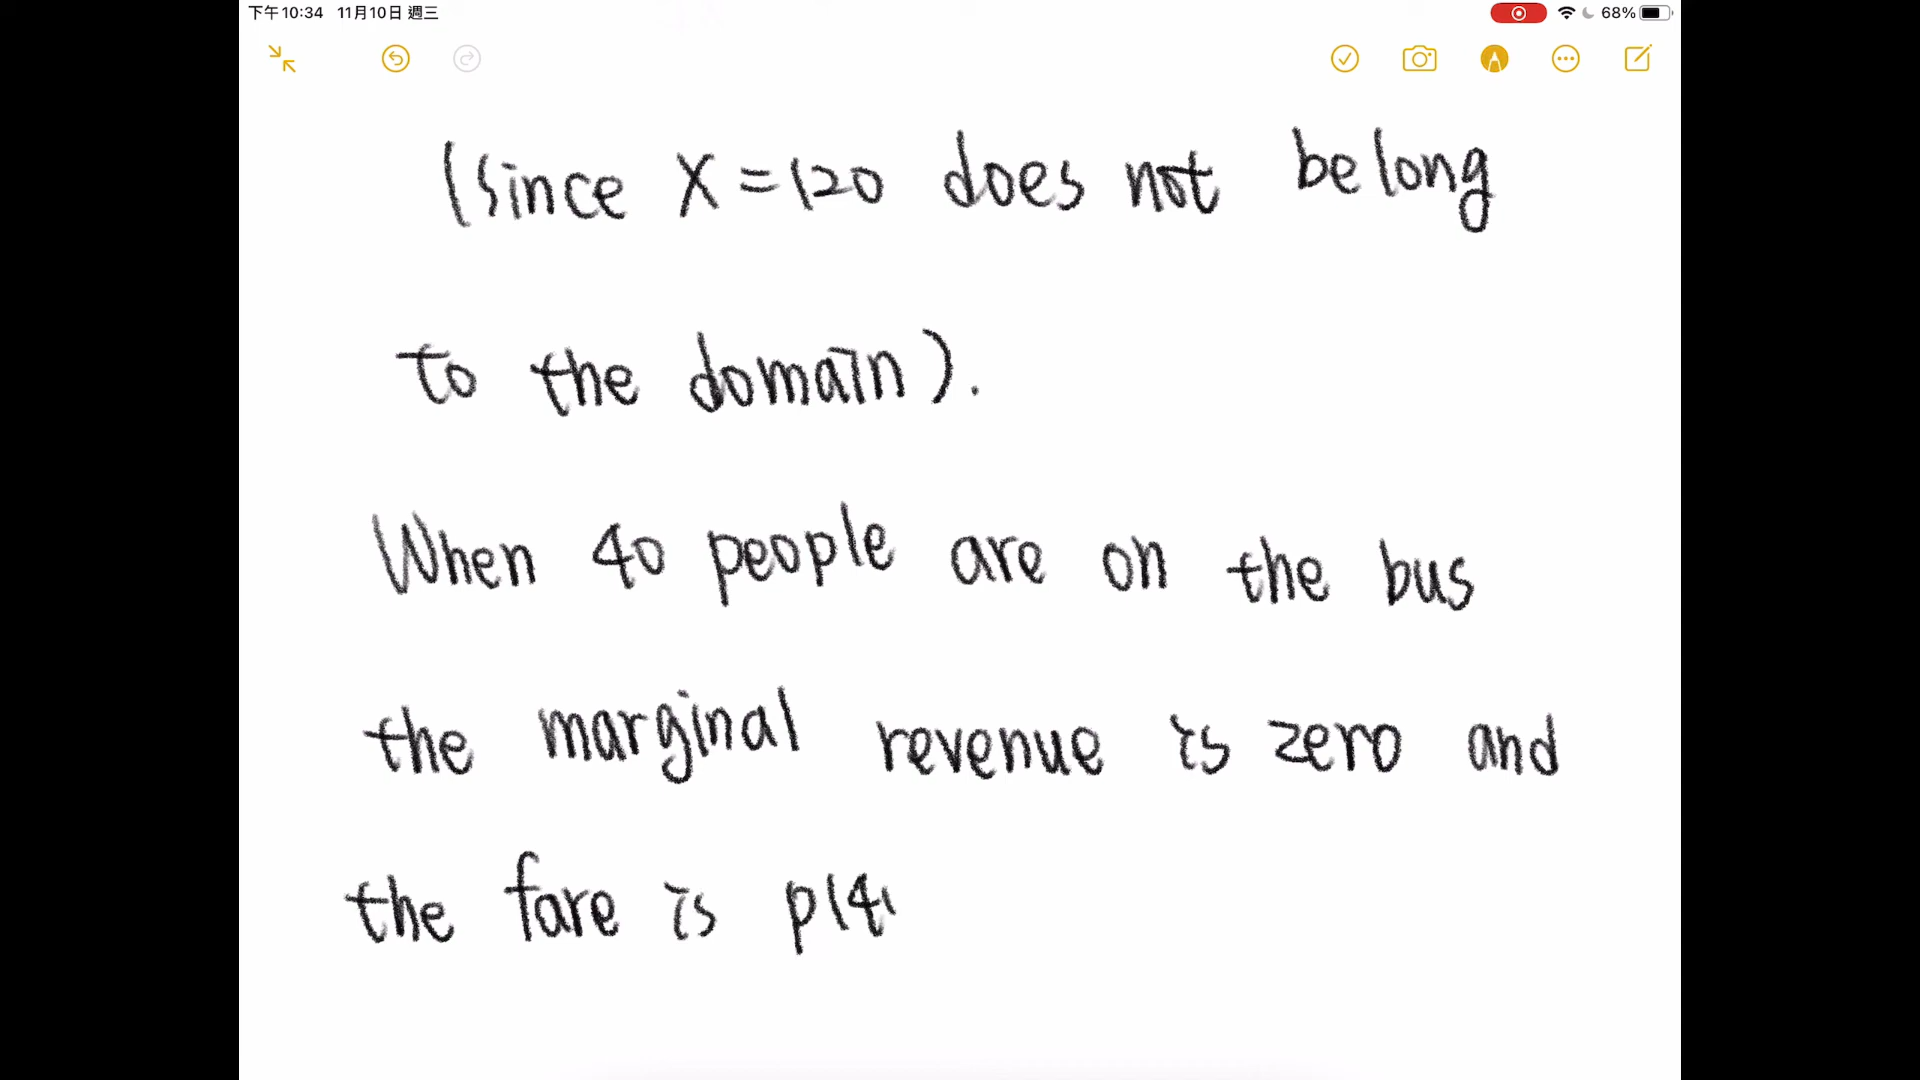 下午10:34 11月10日 週三 68%
(since x=120 does not belong
to the domain).
When 40 people are on the bus
the marginal revenue is zero and
the fare is p(4